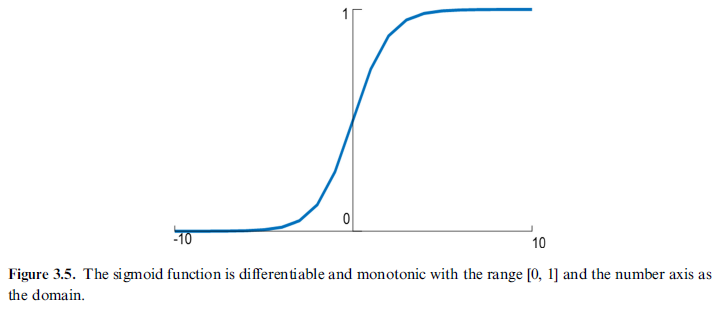 1
0
-10
10
Figure 3.5. The sigmoid function is differentiable and monotonic with the range [0, 1] and the number axis as
the domain.